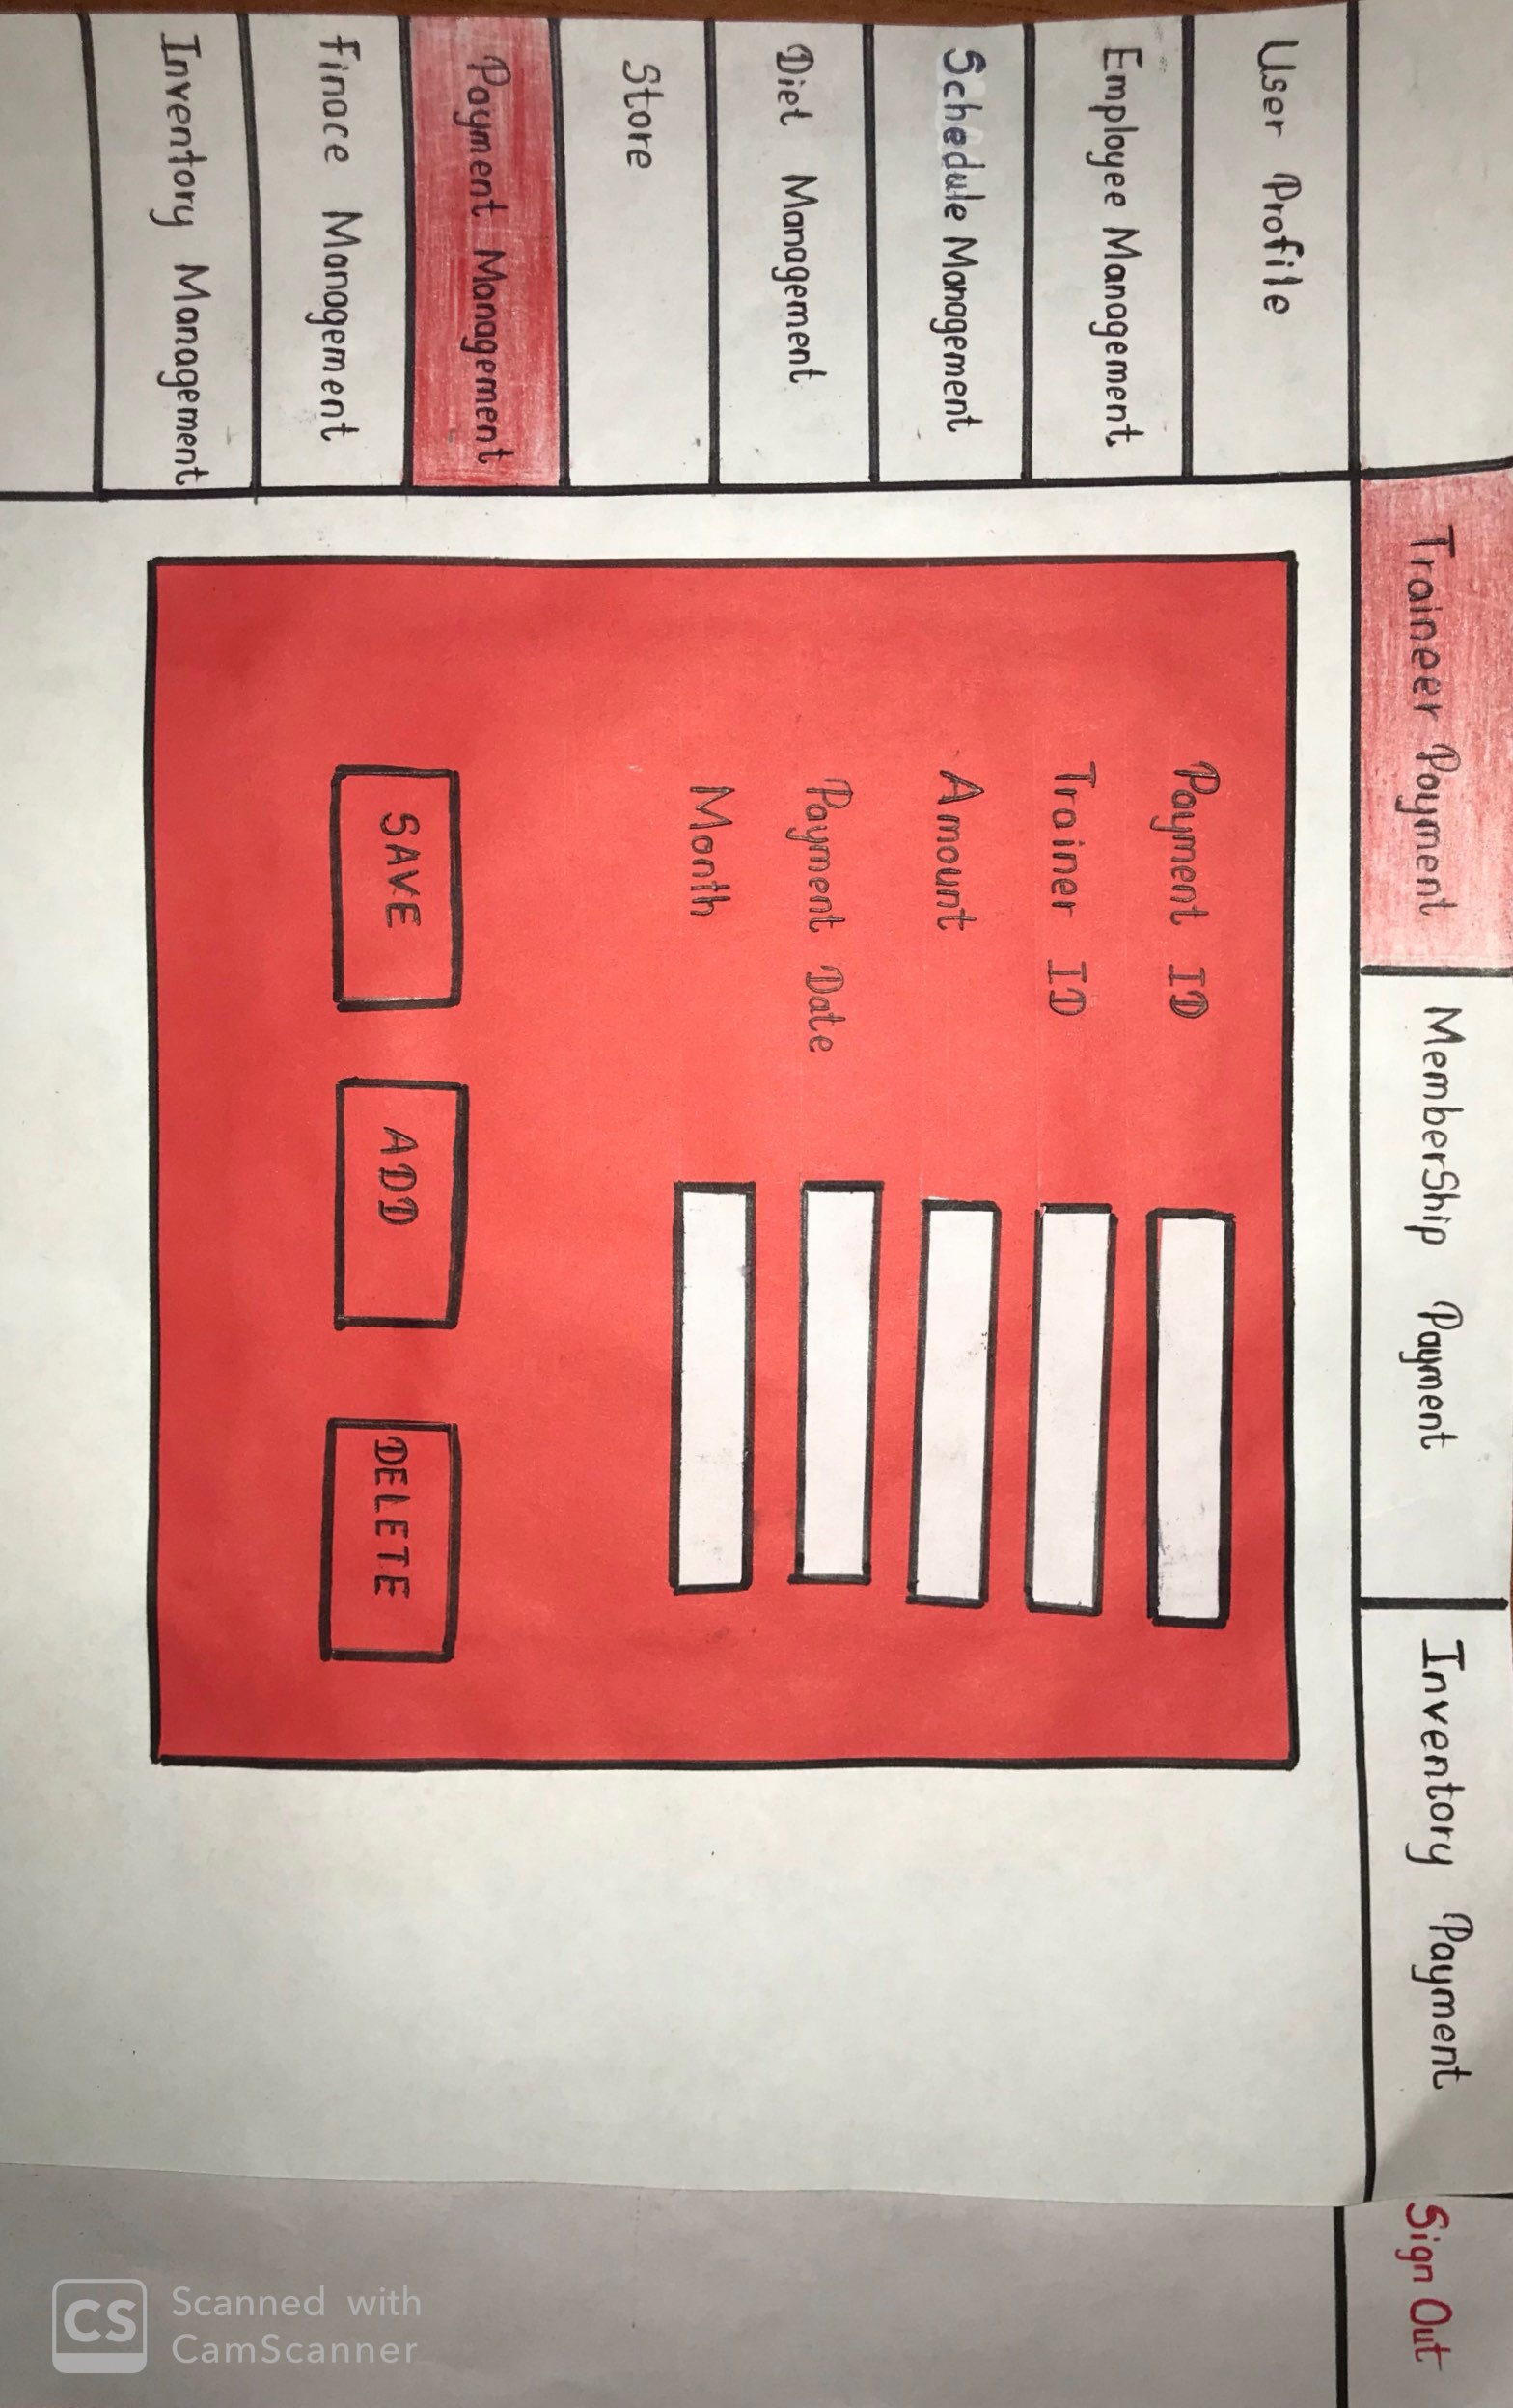 Traineer Payment
MemberShip Payment
Inventory Payment
Sign Out
User Profile
Employee Management
Schedule Management
Diet Management
Store
Payment Management
Finace Management
Inventory Management
Payment ID
Trainer ID
Amount
Payment Date
Month
SAVE
ADD
DELETE
CS
Scanned with
CamScanner